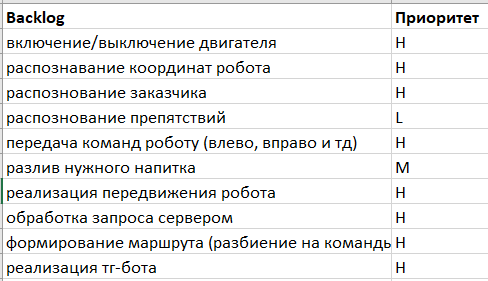 Backlog Приоритет
включение/выключение двигателя H
распознавание координат робота H
распознование заказчика H
распознование препятствий L
передача команд роботу (влево, вправо и тд) H
разлив нужного напитка M
реализация передвижения робота H
обработка запроса сервером H
формирование маршрута (разбиение на команды H
реализация тг-бота H